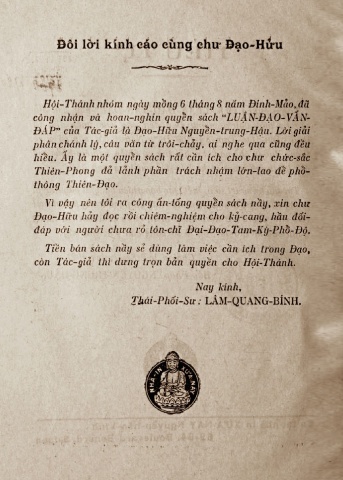 Đôi lời kính cáo cùng chư Đạo-Hữu
Hội-Thánh nhóm ngày mồng 6 tháng 8 năm Đinh-Mão, đã
công nhận và hoan-nghin quyển sách "LUẬN-ĐẠO-VẤN-
ĐÁP" của Tác-giả là Đạo-Hữu Nguyễn-trung-Hậu. Lời giải
phân chánh lý, câu văn từ trôi-chảy, ai nghe qua cũng đều
hiểu. Ấy là một quyển sách rất cần ích cho chư chức-sắc
Thiên-Phong đã lãnh phần trách nhậm lớn-lao để phổ-
thông Thiên-Đạo.
Vì vậy nên tôi ra công ấn-tống quyển sách nầy, xin chư
Đạo-Hữu hãy đọc rồi chiêm-nghiệm cho kỹ-cang, hầu đối-
đáp với người chưa rõ tôn-chỉ Đại-Đạo-Tam-Kỳ-Phổ-Độ.
Tiền bán sách nầy sẽ dùng làm việc cần ích trong Đạo,
còn Tác-giả thì dưng trọn bản quyền cho Hội-Thánh.
Nay kính,
Thái-Phối-Sư : LÂM-QUANG-BÍNH.
NHÀ-IN XƯA-NAY